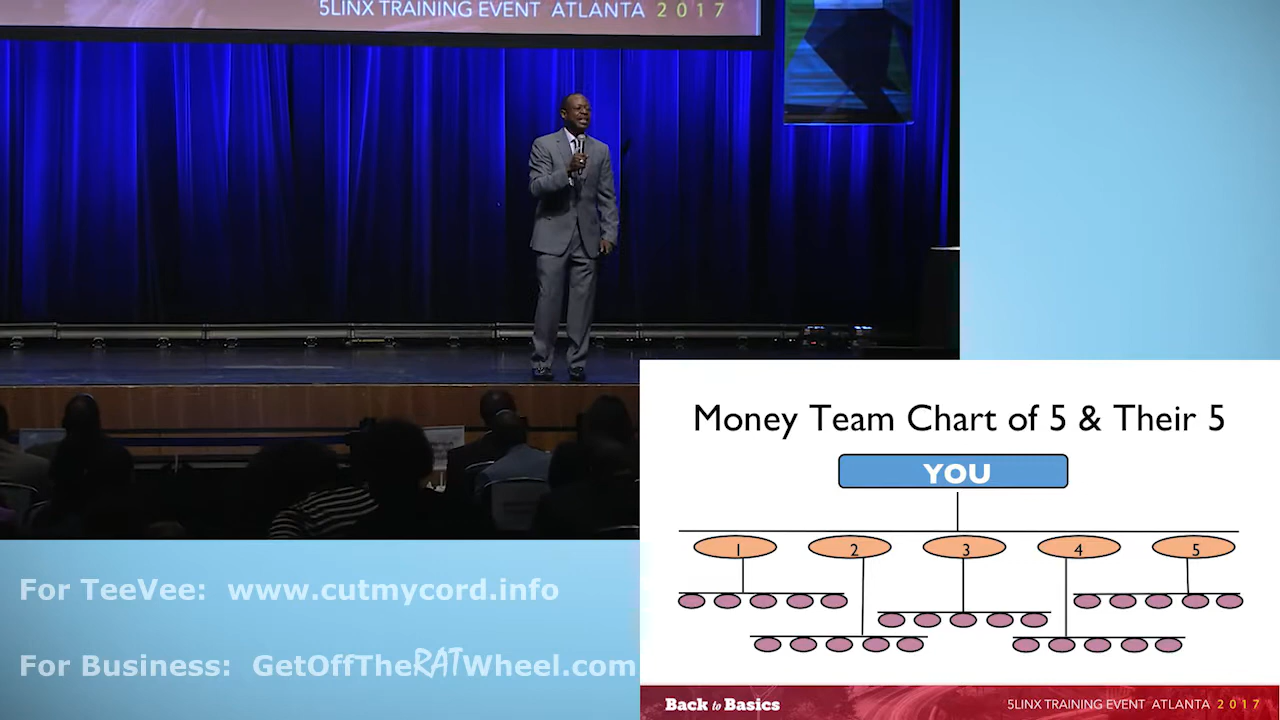 5LINX TRAINING EVENT ATLANTA 2017
Money Team Chart of 5 & Their 5
YOU
1 2 3 4 5
For TeeVee: www.cutmycord.info
For Business: GetOffTheRATWheel.com
Back to Basics
5LINX TRAINING EVENT ATLANTA 2017